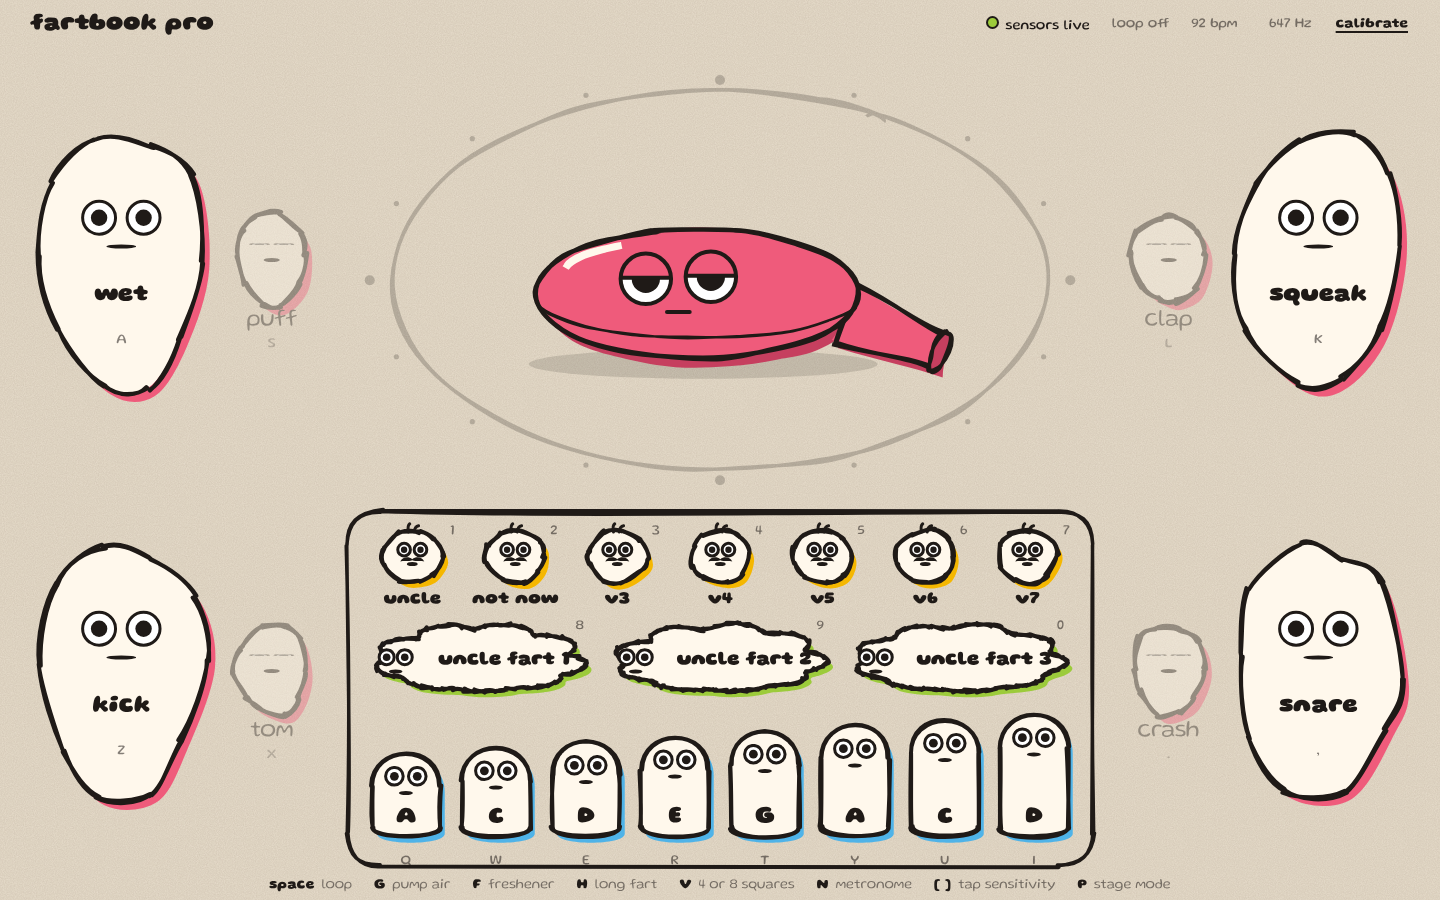 fartbook pro
sensors live loop off 92 bpm 647 Hz calibrate
wet
A
puff
S
clap
L
squeak
K
1 2 3 4 5 6 7
uncle not now v3 v4 v5 v6 v7
8 9 0
uncle fart 1 uncle fart 2 uncle fart 3
kick
Z
tom
X
crash
.
snare
,
A C D E G A C D
Q W E R T Y U I
space loop G pump air F freshener H long fart V 4 or 8 squares N metronome [ ] tap sensitivity P stage mode